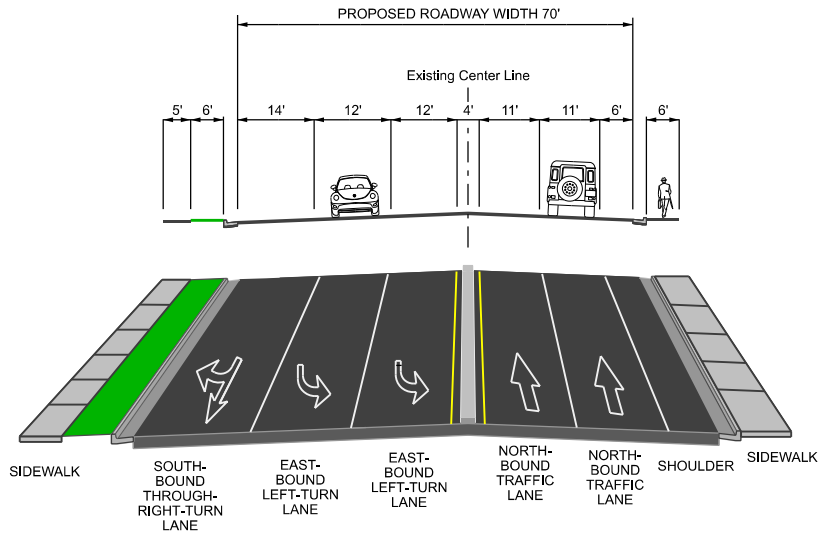 PROPOSED ROADWAY WIDTH 70'
Existing Center Line
5' 6' 14' 12' 12' 4' 11' 11' 6' 6'
SIDEWALK
SOUTH-
BOUND
THROUGH-
RIGHT-TURN
LANE
EAST-
BOUND
LEFT-TURN
LANE
EAST-
BOUND
LEFT-TURN
LANE
NORTH-
BOUND
TRAFFIC
LANE
NORTH-
BOUND
TRAFFIC
LANE
SHOULDER
SIDEWALK